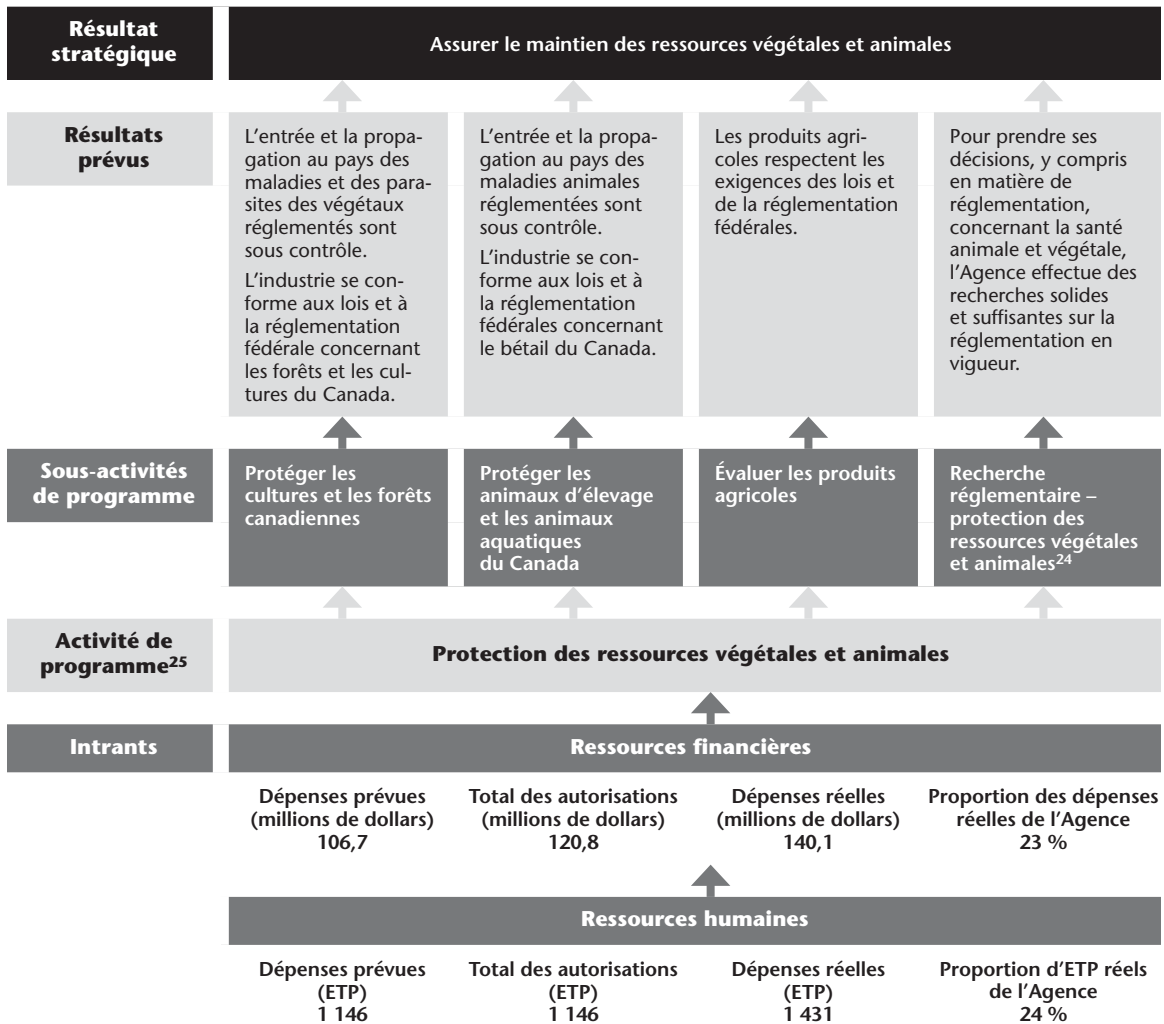 Résultat
stratégique
Assurer le maintien des ressources végétales et animales
Résultats
prévus
L'entrée et la propa-
gation au pays des
maladies et des para-
sites des végétaux
réglementés sont
sous contrôle.
L'industrie se con-
forme aux lois et à
la réglementation
fédérale concernant
les forêts et les cul-
tures du Canada.
L'entrée et la propa-
gation au pays des
maladies animales
réglementées sont
sous contrôle.
L'industrie se con-
forme aux lois et à
la réglementation
fédérales concernant
le bétail du Canada.
Les produits agri-
coles respectent les
exigences des lois et
de la réglementation
fédérales.
Pour prendre ses
décisions, y compris
en matière de
réglementation,
concernant la santé
animale et végétale,
l'Agence effectue des
recherches solides
et suffisantes sur la
réglementation en
vigueur.
Sous-activités
de programme
Protéger les
cultures et les forêts
canadiennes
Protéger les
animaux d'élevage
et les animaux
aquatiques
du Canada
Évaluer les produits
agricoles
Recherche
réglementaire –
protection des
ressources végétales
et animales24
Activité de
programme25
Protection des ressources végétales et animales
Intrants
Ressources financières
Dépenses prévues
(millions de dollars)
106,7
Total des autorisations
(millions de dollars)
120,8
Dépenses réelles
(millions de dollars)
140,1
Proportion des dépenses
réelles de l'Agence
23 %
Ressources humaines
Dépenses prévues
(ETP)
1 146
Total des autorisations
(ETP)
1 146
Dépenses réelles
(ETP)
1 431
Proportion d'ETP réels
de l'Agence
24 %